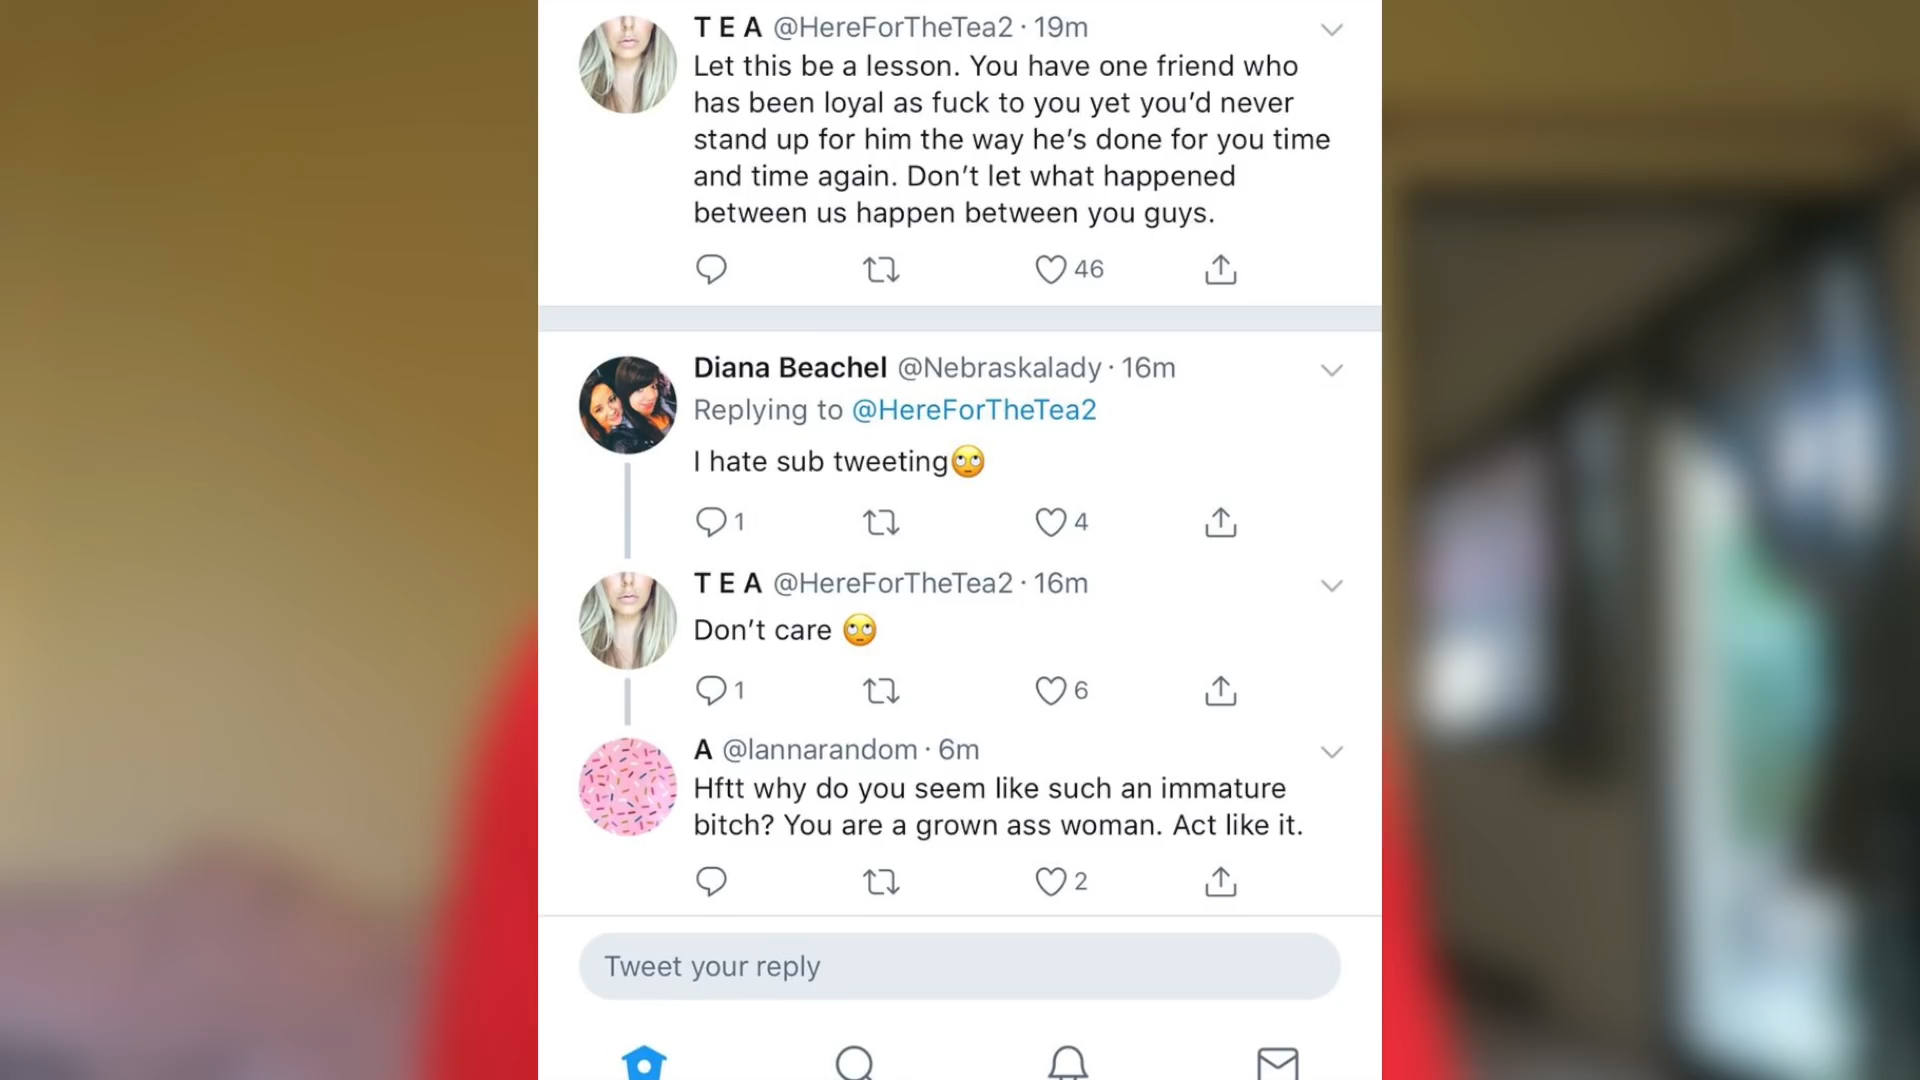 T E A @HereForTheTea2 · 19m
Let this be a lesson. You have one friend who
has been loyal as fuck to you yet you’d never
stand up for him the way he’s done for you time
and time again. Don’t let what happened
between us happen between you guys.
46
Diana Beachel @Nebraskalady · 16m
Replying to @HereForTheTea2
I hate sub tweeting🙄
1 4
T E A @HereForTheTea2 · 16m
Don’t care 🙄
1 6
A @lannarandom · 6m
Hftt why do you seem like such an immature
bitch? You are a grown ass woman. Act like it.
2
Tweet your reply